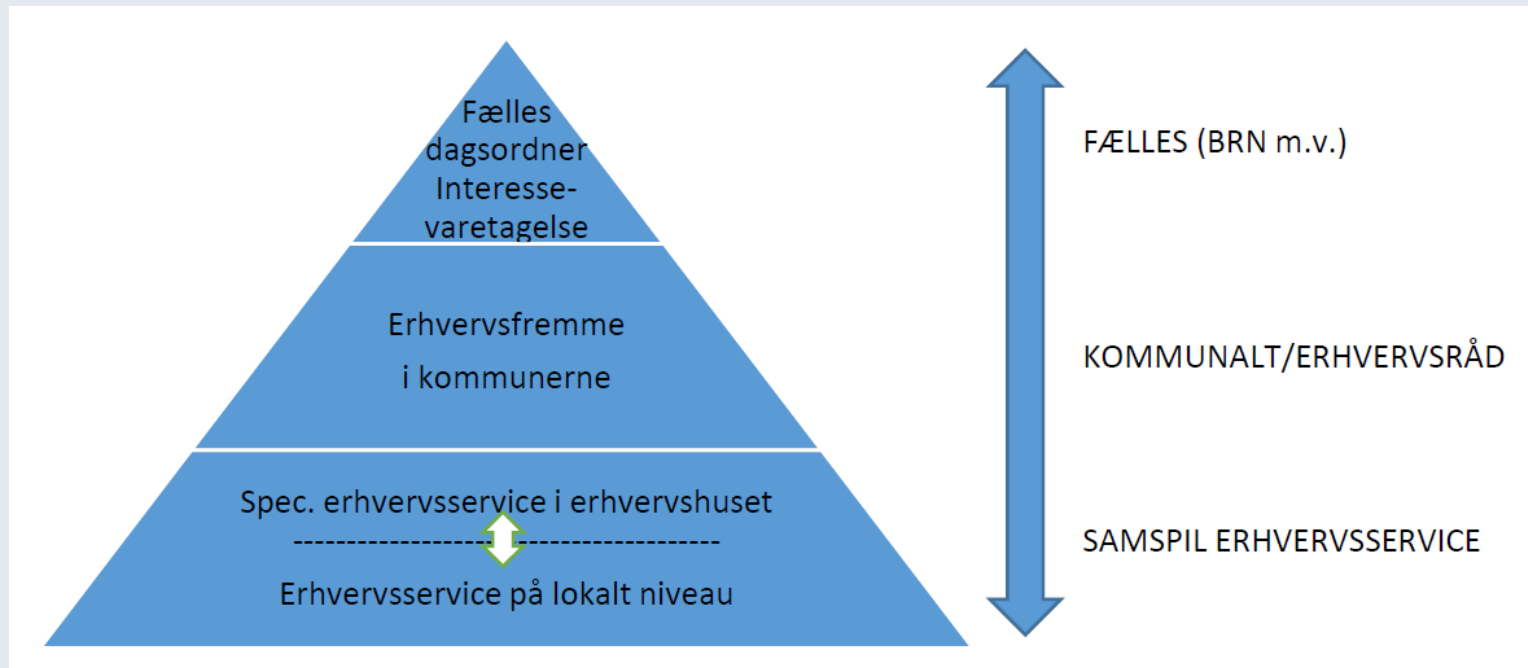 Fælles
dagsordner
Interesse-
varetagelse
FÆLLES (BRN m.v.)
Erhvervsfremme
i kommunerne
KOMMUNALT/ERHVERVSRÅD
Spec. erhvervsservice i erhvervshuset
----------------------------------------
Erhvervsservice på lokalt niveau
SAMSPIL ERHVERVSSERVICE